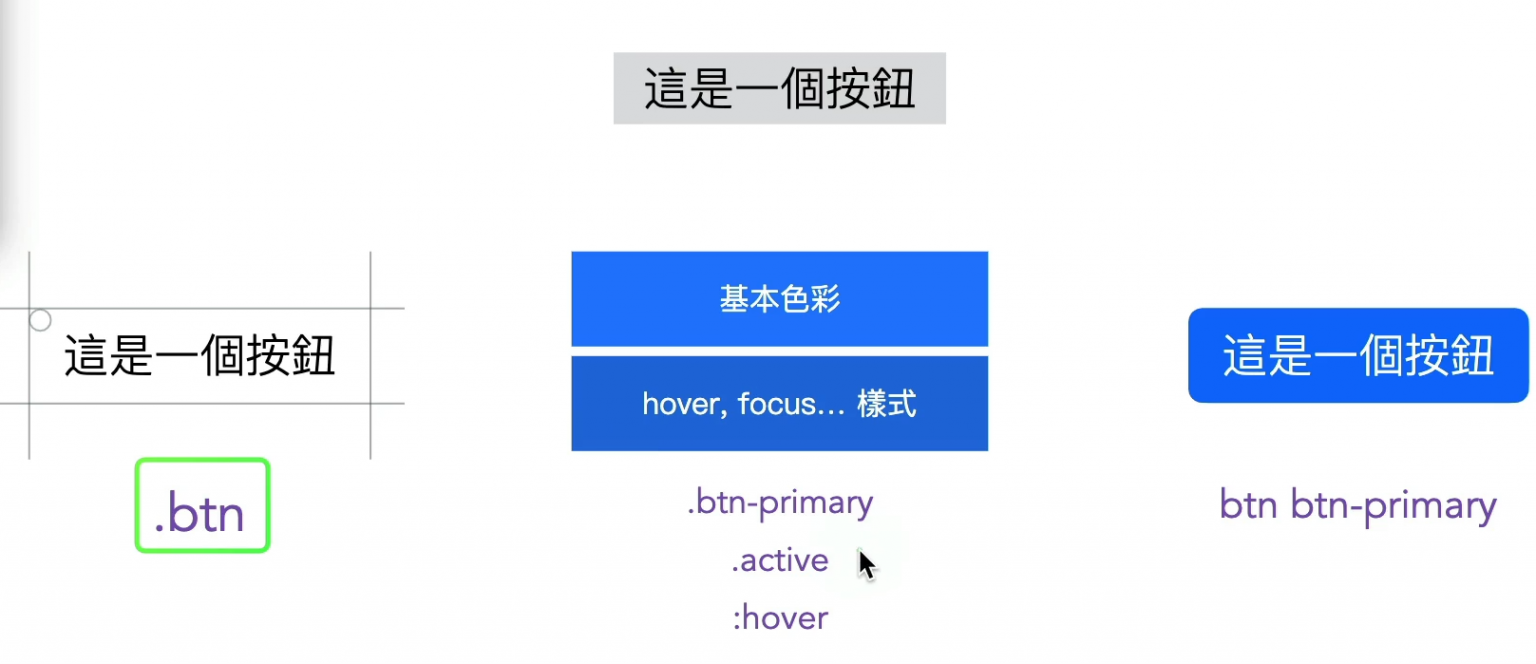 這是一個按鈕
這是一個按鈕
.btn
基本色彩
hover, focus... 樣式
.btn-primary
.active
:hover
這是一個按鈕
btn btn-primary